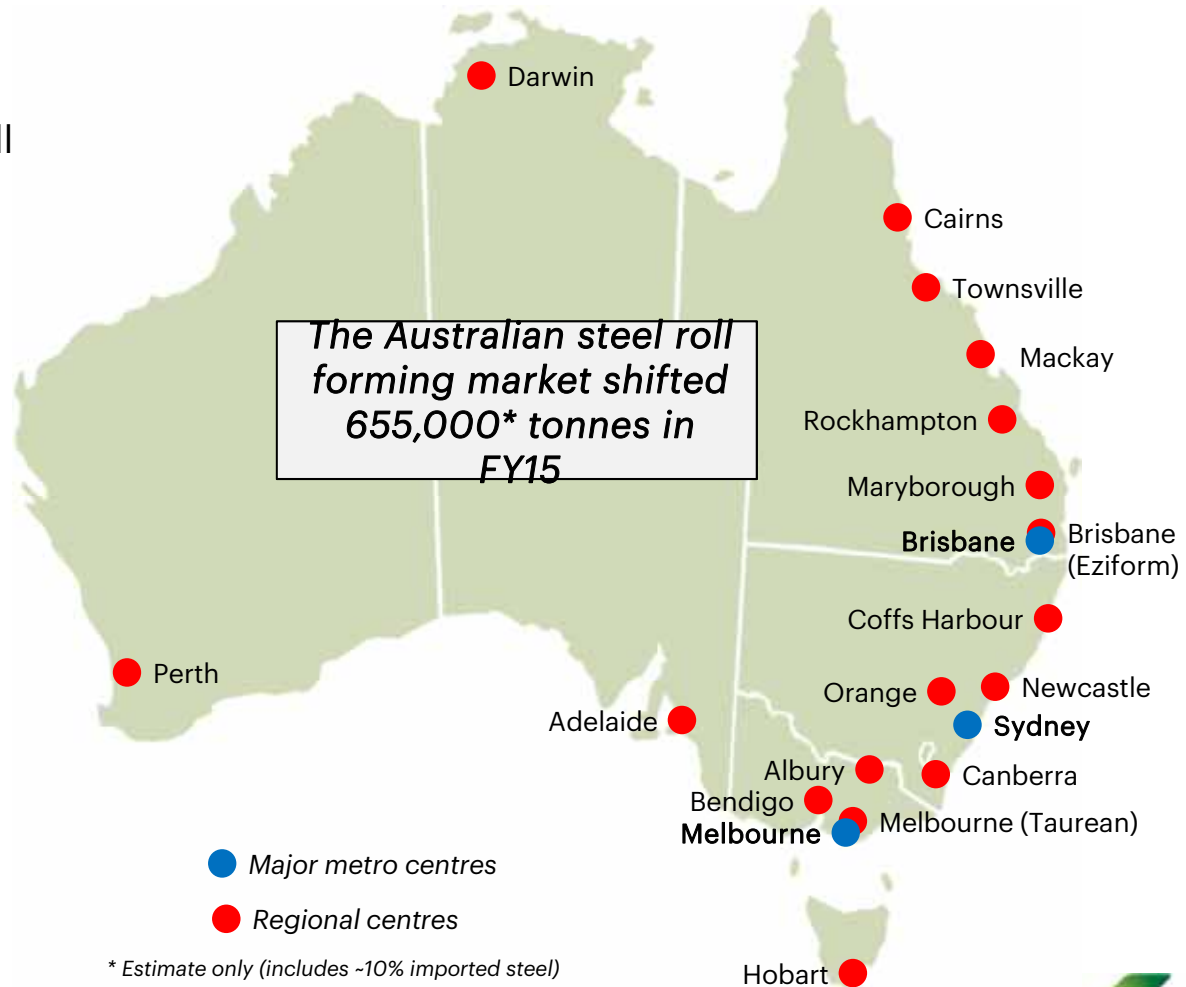 Darwin
ll
Cairns
Townsville
The Australian steel roll
forming market shifted
655,000* tonnes in
FY15
Mackay
Rockhampton
Maryborough
Brisbane
Brisbane
(Eziform)
Coffs Harbour
Perth
Orange
Newcastle
Adelaide
Sydney
Albury
Canberra
Bendigo
Melbourne
Melbourne (Taurean)
Major metro centres
Regional centres
* Estimate only (includes ~10% imported steel)
Hobart